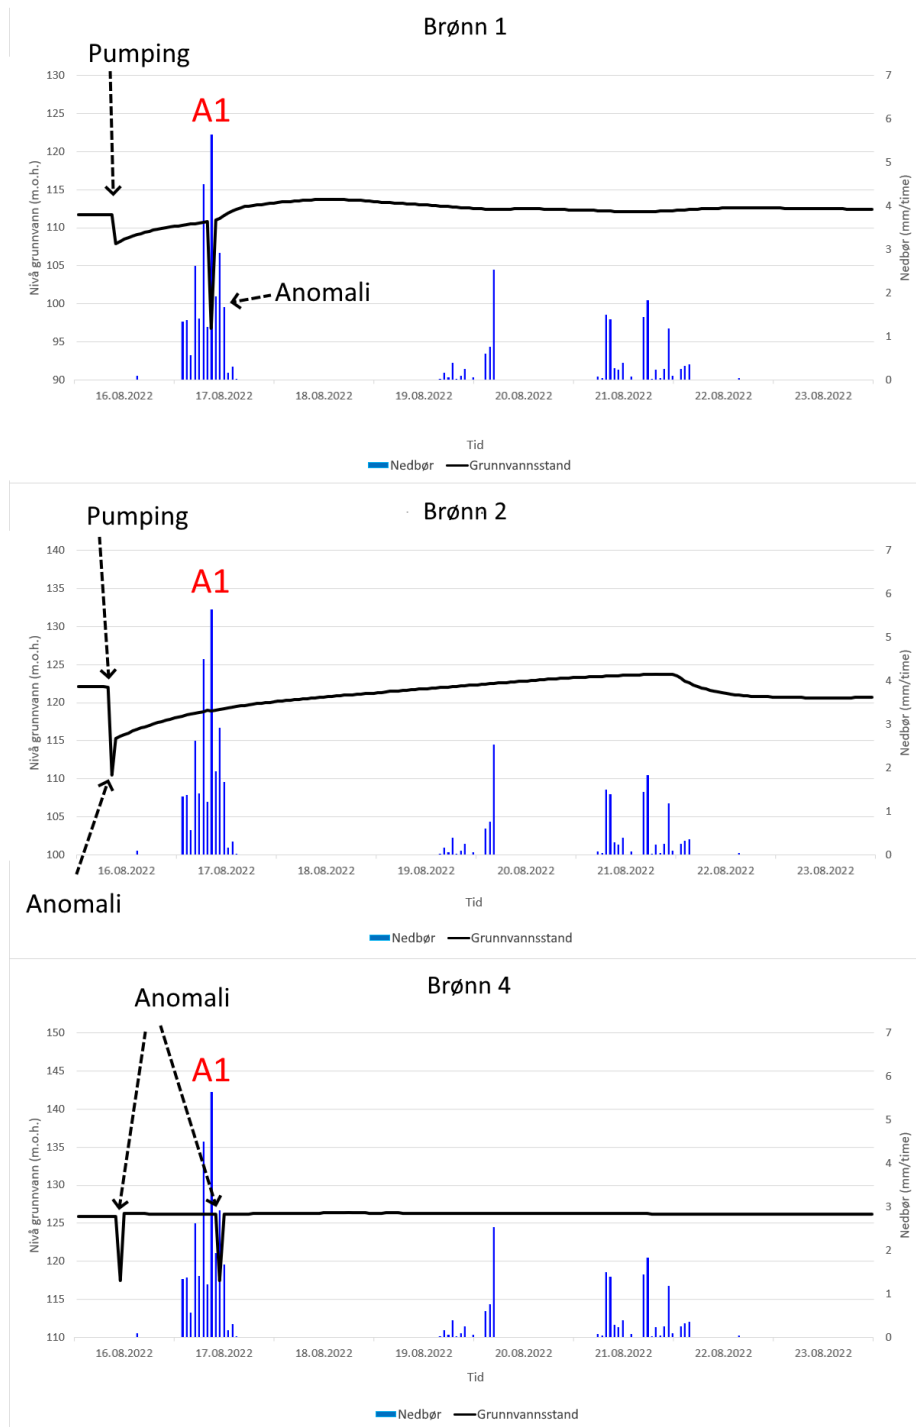 Brønn 1
Pumping
A1
Anomali
Nivå grunnvann (m.o.h.)
130
125
120
115
110
105
100
95
90
Nedbør (mm/time)
7
6
5
4
3
2
1
0
16.08.2022 17.08.2022 18.08.2022 19.08.2022 20.08.2022 21.08.2022 22.08.2022 23.08.2022
Tid
Nedbør Grunnvannsstand
Brønn 2
Pumping
A1
Nivå grunnvann (m.o.h.)
140
135
130
125
120
115
110
105
100
Nedbør (mm/time)
7
6
5
4
3
2
1
0
16.08.2022 17.08.2022 18.08.2022 19.08.2022 20.08.2022 21.08.2022 22.08.2022 23.08.2022
Anomali
Tid
Nedbør Grunnvannsstand
Brønn 4
Anomali
A1
Nivå grunnvann (m.o.h.)
150
145
140
135
130
125
120
115
110
Nedbør (mm/time)
7
6
5
4
3
2
1
0
16.08.2022 17.08.2022 18.08.2022 19.08.2022 20.08.2022 21.08.2022 22.08.2022 23.08.2022
Tid
Nedbør Grunnvannsstand